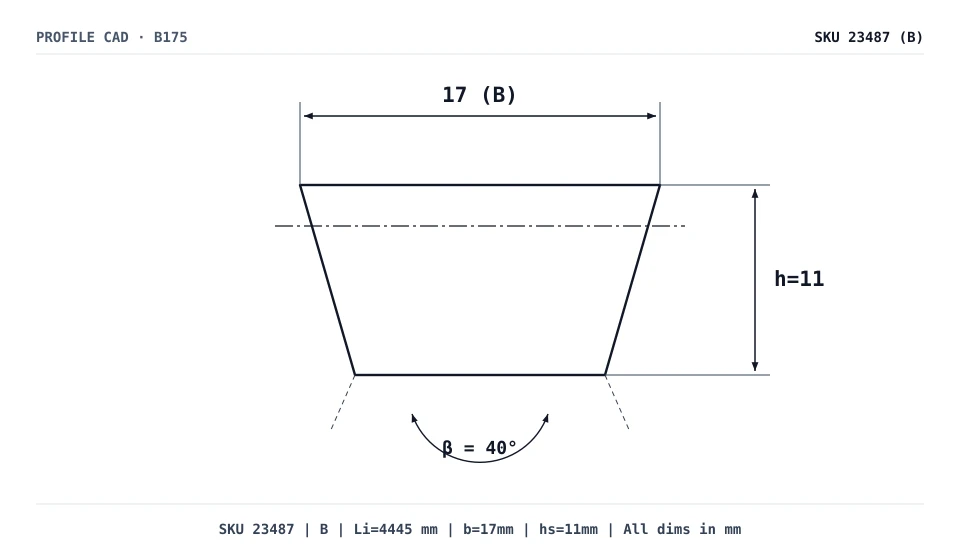 PROFILE CAD · B175
SKU 23487 (B)
17 (B)
h=11
β = 40°
SKU 23487 | B | Li=4445 mm | b=17mm | hs=11mm | All dims in mm